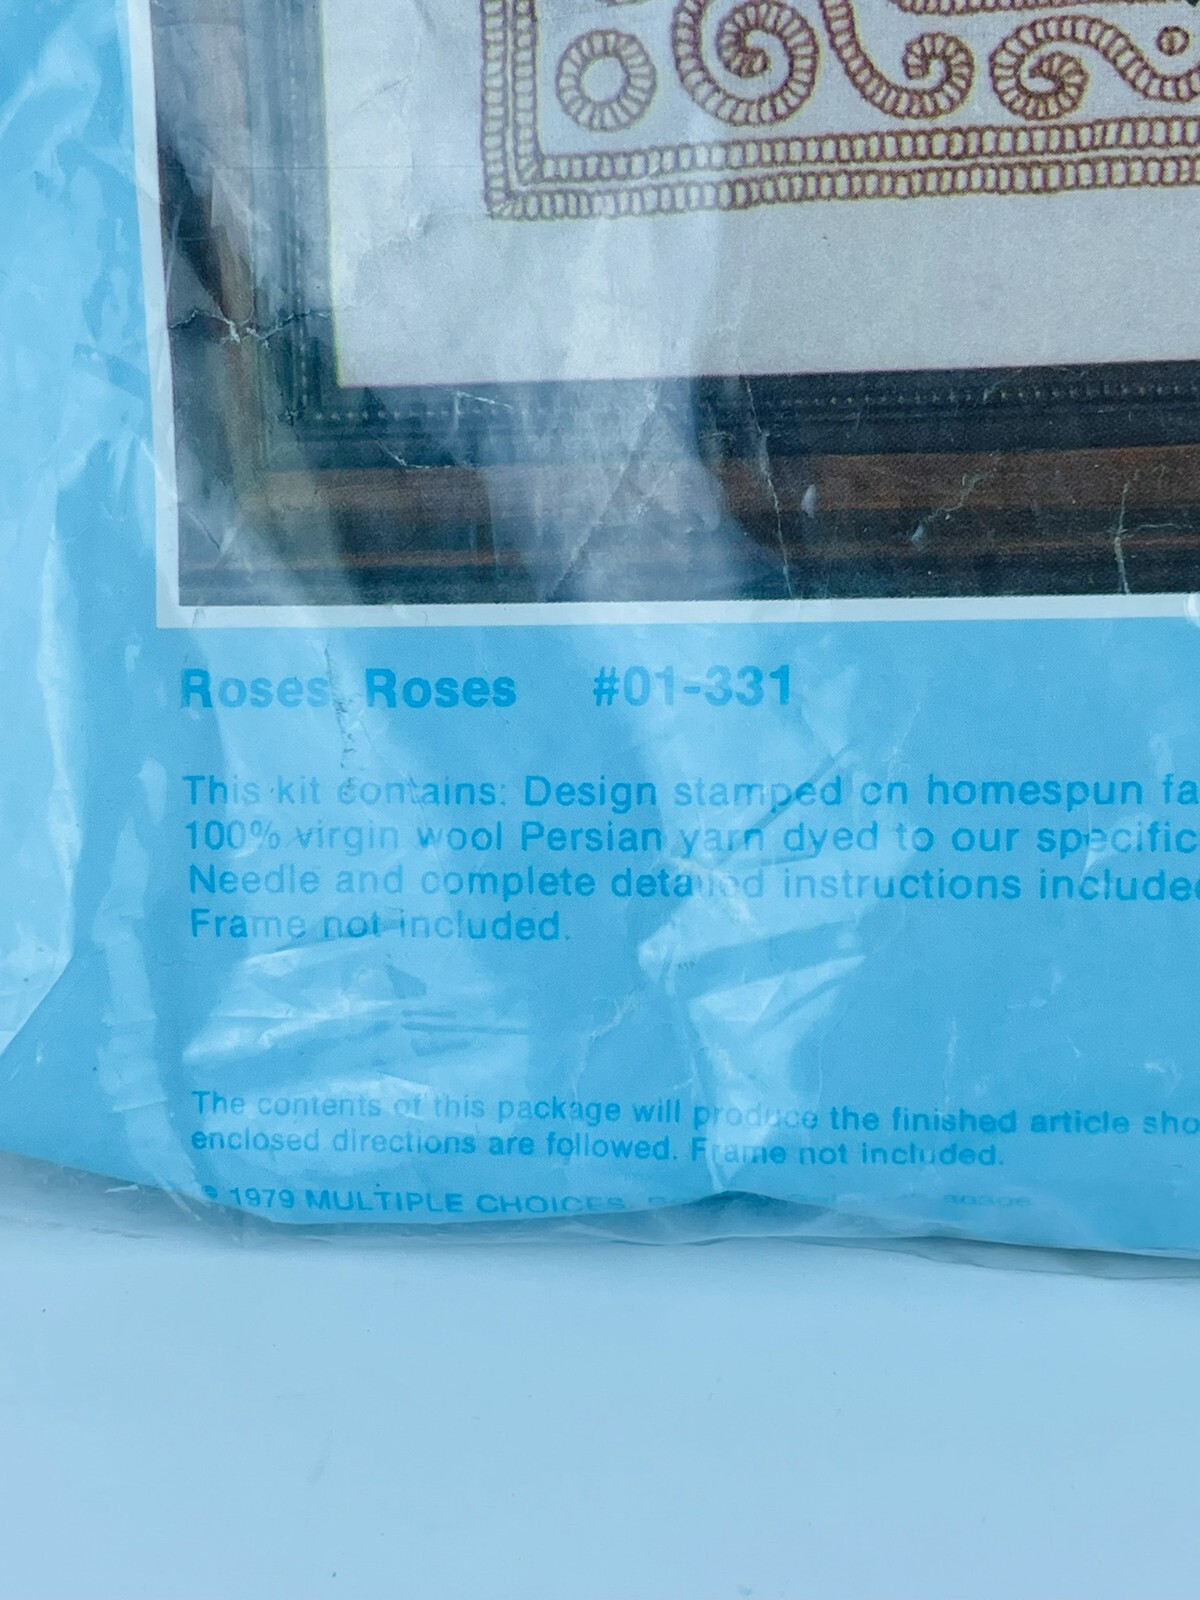 Roses Roses #01-331
This kit contains: Design stamped on homespun fa
100% virgin wool Persian yarn dyed to our specific
Needle and complete detailed instructions include
Frame not included.
The contents of this package will produce the finished article sho
enclosed directions are followed. Frame not included.
© 1979 MULTIPLE CHOICES,